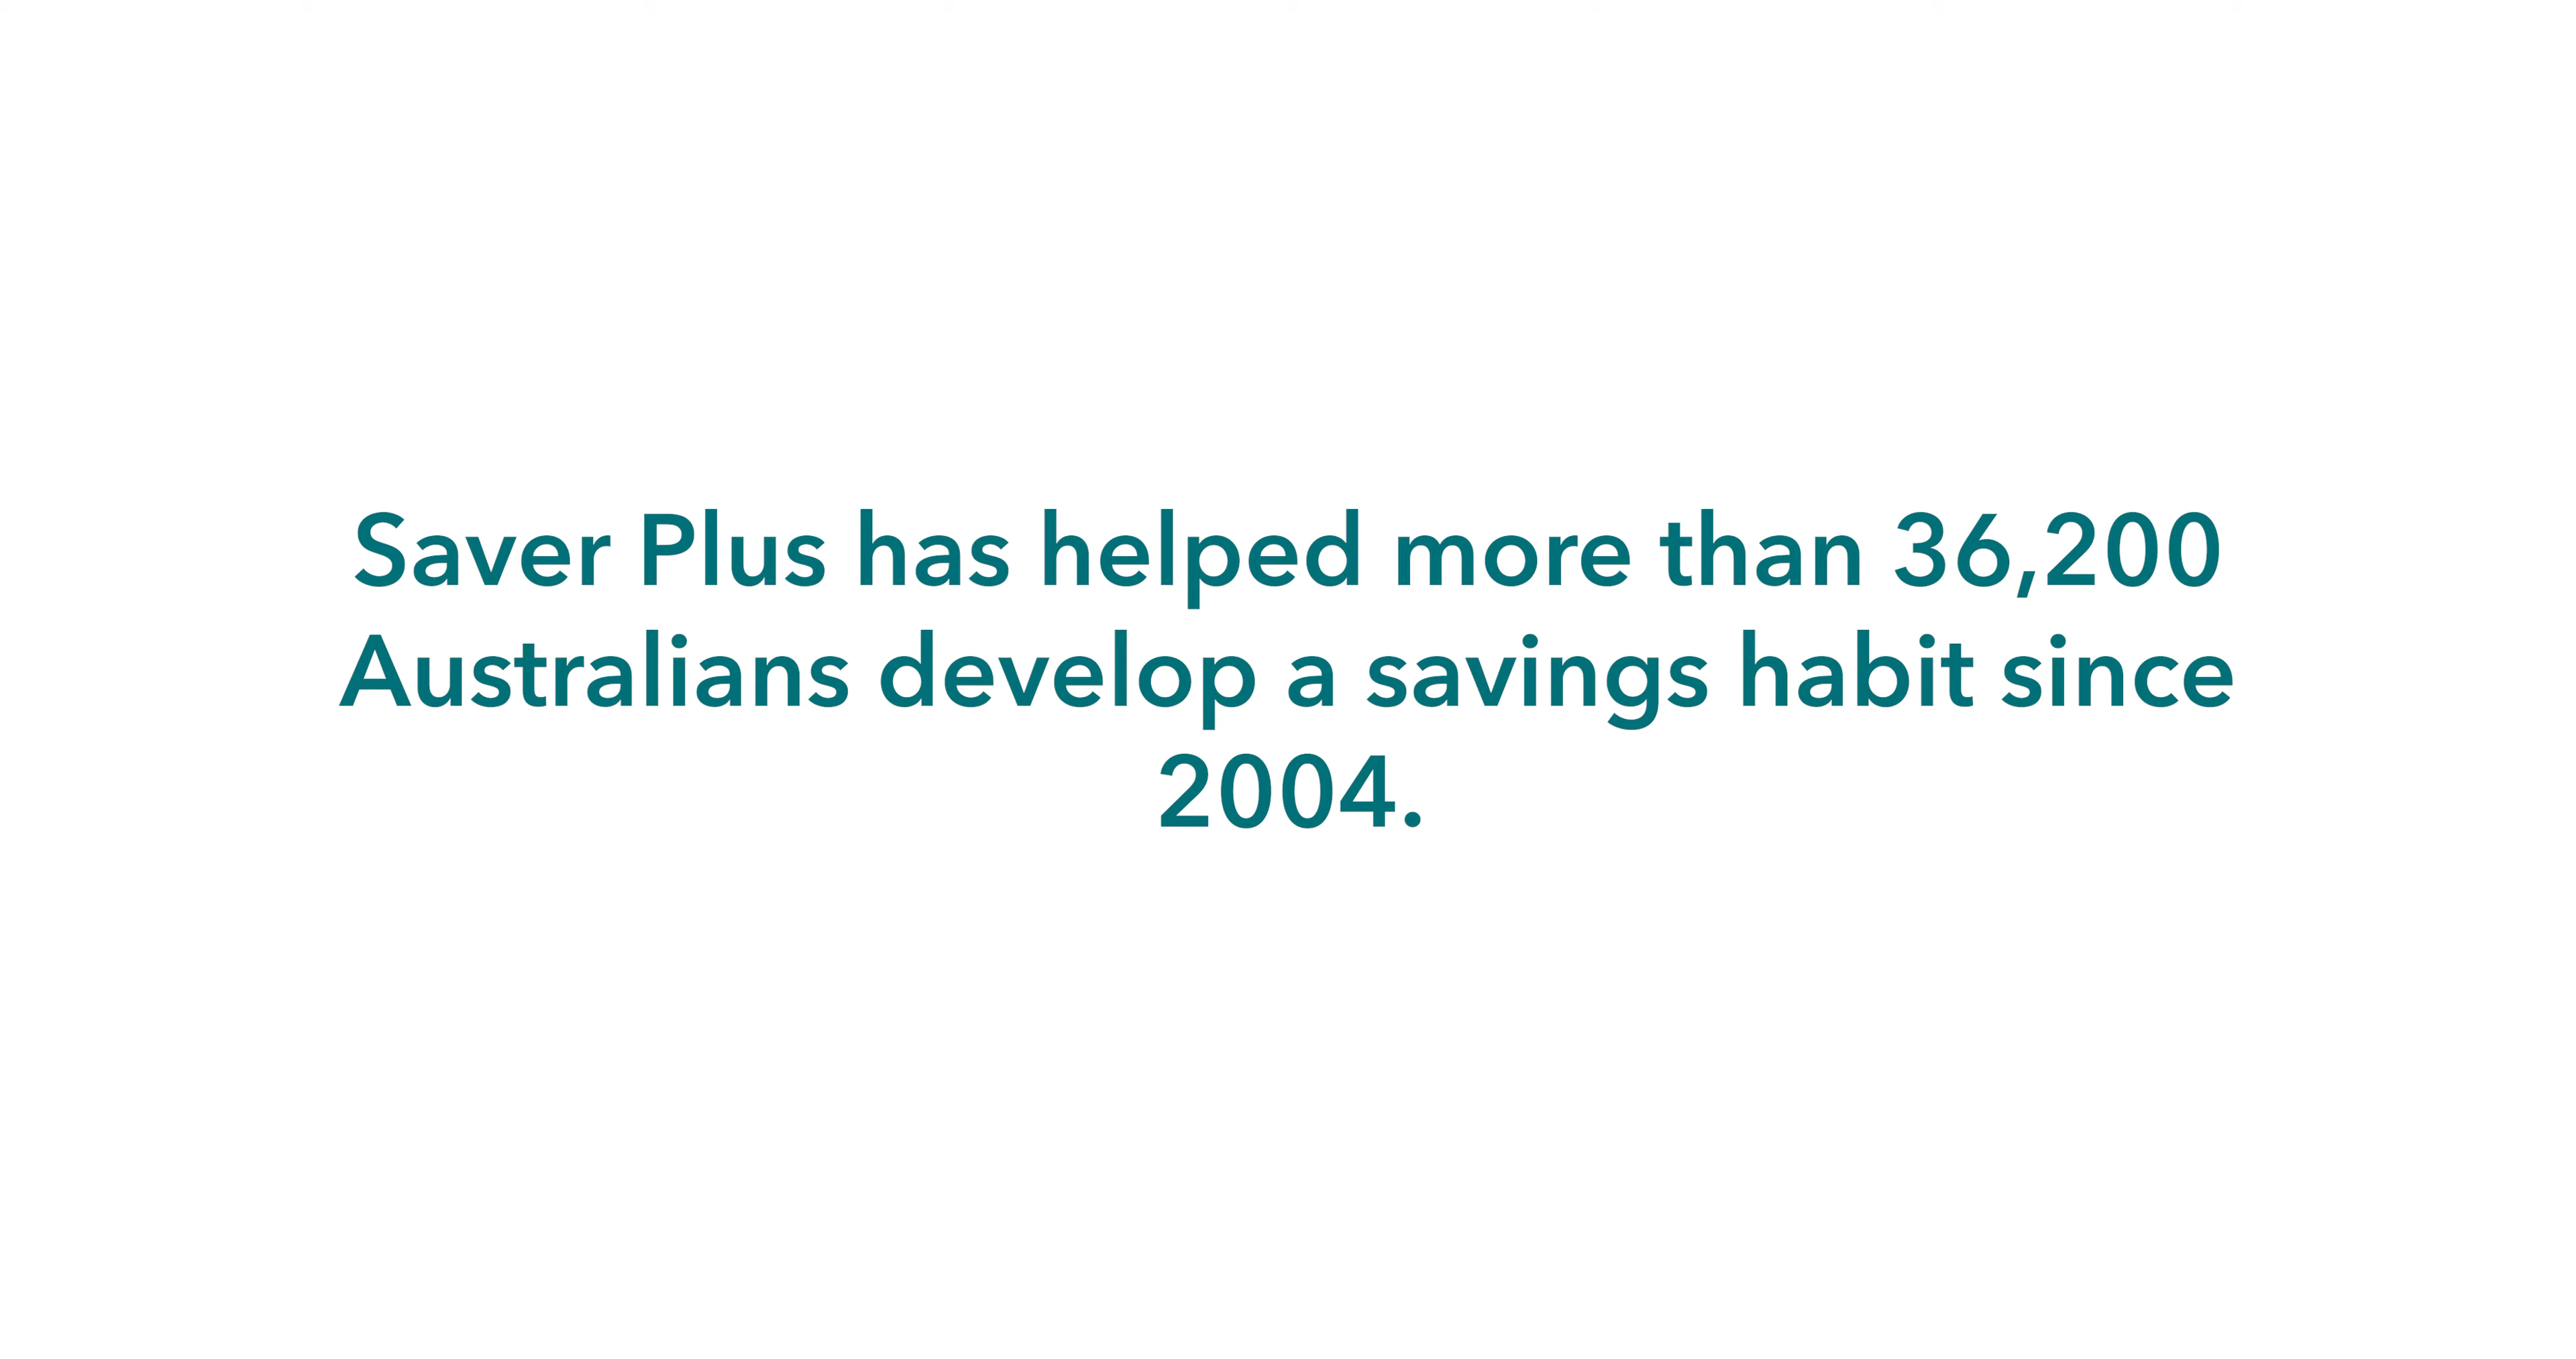 Saver Plus has helped more than 36,200
Australians develop a savings habit since
2004.